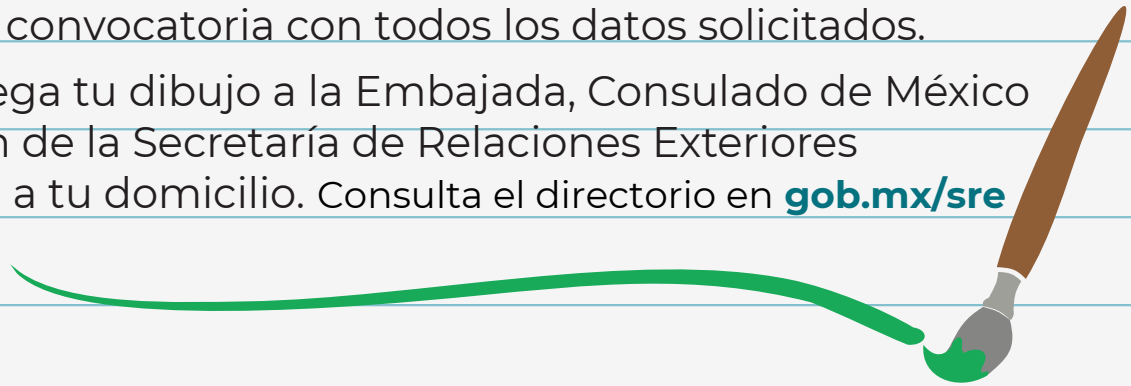 convocatoria con todos los datos solicitados.
ega tu dibujo a la Embajada, Consulado de México
n de la Secretaría de Relaciones Exteriores
a tu domicilio. Consulta el directorio en gob.mx/sre